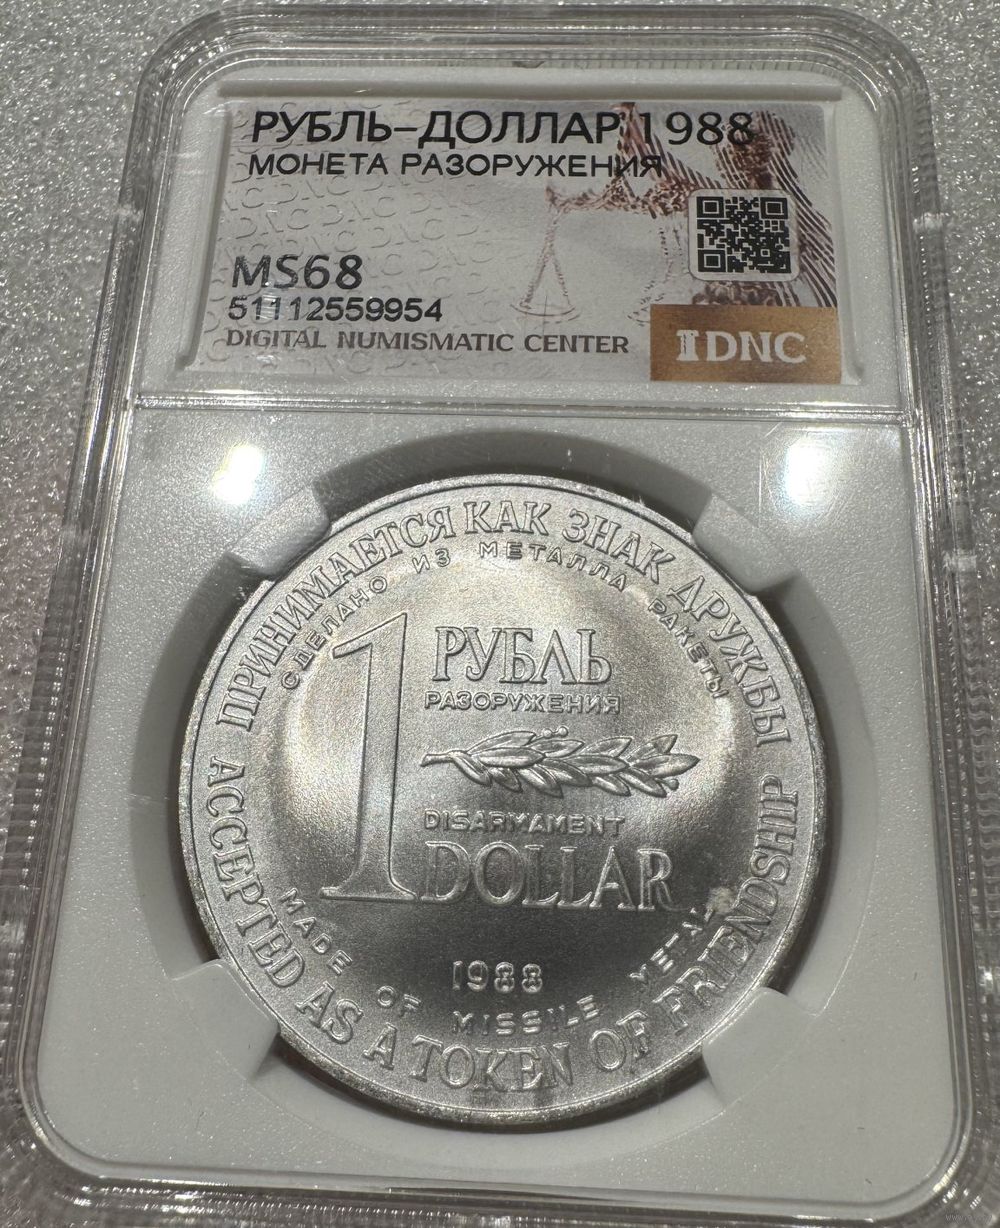 РУБЛЬ–ДОЛЛАР 1988
МОНЕТА РАЗОРУЖЕНИЯ
MS68
51112559954
DIGITAL NUMISMATIC CENTER
DNC
ПРИНИМАЕТСЯ КАК ЗНАК ДРУЖБЫ
СДЕЛАНО ИЗ МЕТАЛЛА РАКЕТЫ
1 РУБЛЬ
РАЗОРУЖЕНИЯ
DISARMAMENT
DOLLAR
1988
MADE OF MISSILE METAL
ACCEPTED AS A TOKEN OF FRIENDSHIP